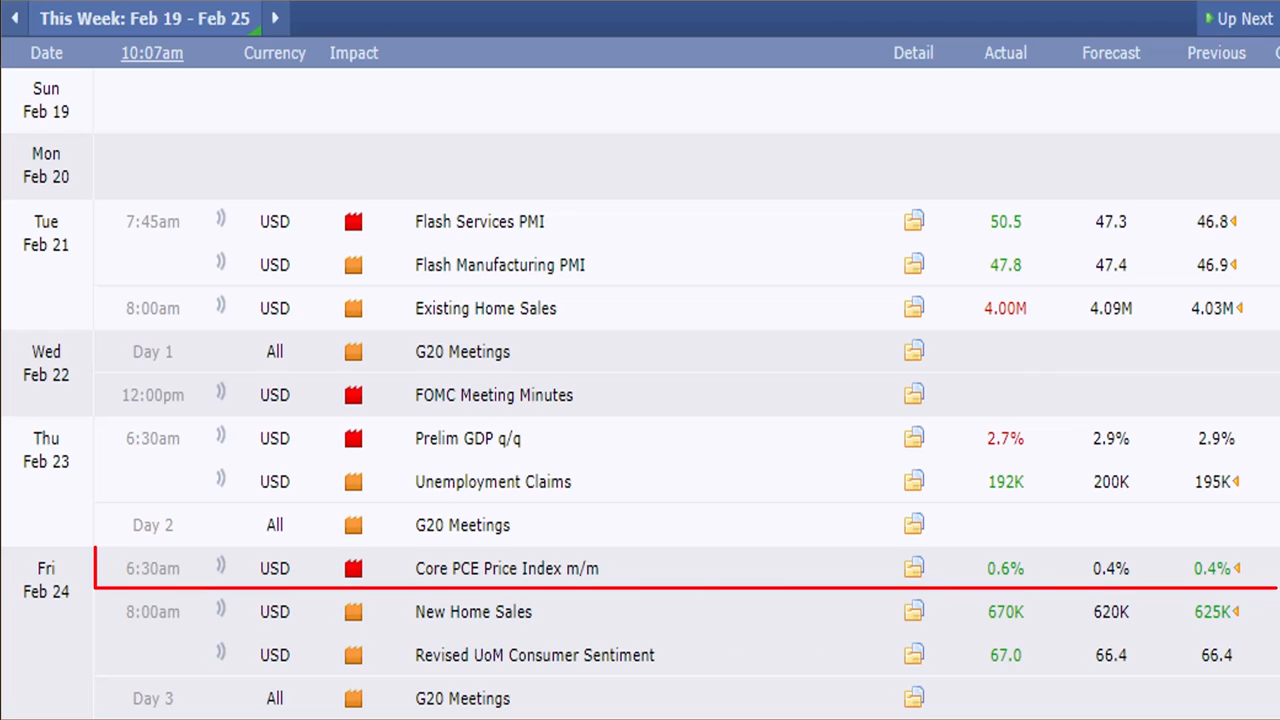 This Week: Feb 19 - Feb 25 Up Next
Date 10:07am Currency Impact Detail Actual Forecast Previous
Sun
Feb 19
Mon
Feb 20
Tue
Feb 21
7:45am USD Flash Services PMI 50.5 47.3 46.8
USD Flash Manufacturing PMI 47.8 47.4 46.9
8:00am USD Existing Home Sales 4.00M 4.09M 4.03M
Wed
Feb 22
Day 1 All G20 Meetings
12:00pm USD FOMC Meeting Minutes
Thu
Feb 23
6:30am USD Prelim GDP q/q 2.7% 2.9% 2.9%
USD Unemployment Claims 192K 200K 195K
Day 2 All G20 Meetings
Fri
Feb 24
6:30am USD Core PCE Price Index m/m 0.6% 0.4% 0.4%
8:00am USD New Home Sales 670K 620K 625K
USD Revised UoM Consumer Sentiment 67.0 66.4 66.4
Day 3 All G20 Meetings